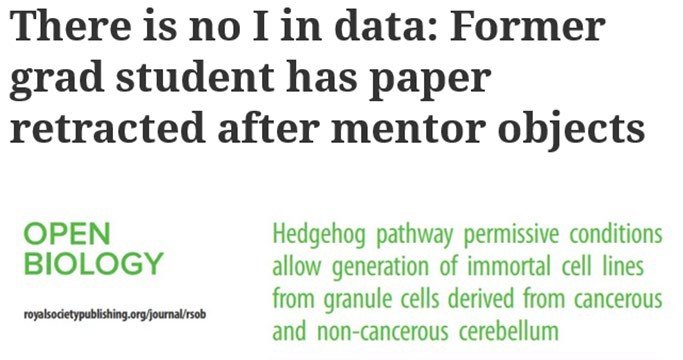 There is no I in data: Former
grad student has paper
retracted after mentor objects
OPEN
BIOLOGY
royalsocietypublishing.org/journal/rsob
Hedgehog pathway permissive conditions
allow generation of immortal cell lines
from granule cells derived from cancerous
and non-cancerous cerebellum